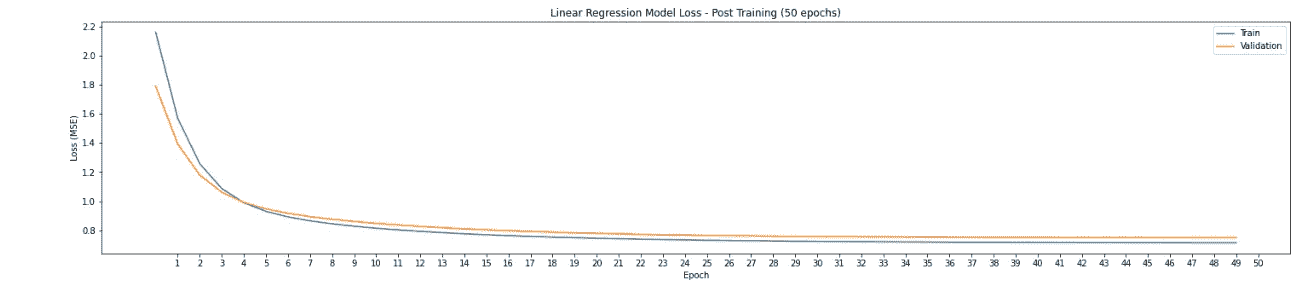 Linear Regression Model Loss - Post Training (50 epochs)
Train
Validation
Loss (MSE)
2.2
2.0
1.8
1.6
1.4
1.2
1.0
0.8
1 2 3 4 5 6 7 8 9 10 11 12 13 14 15 16 17 18 19 20 21 22 23 24 25 26 27 28 29 30 31 32 33 34 35 36 37 38 39 40 41 42 43 44 45 46 47 48 49 50
Epoch